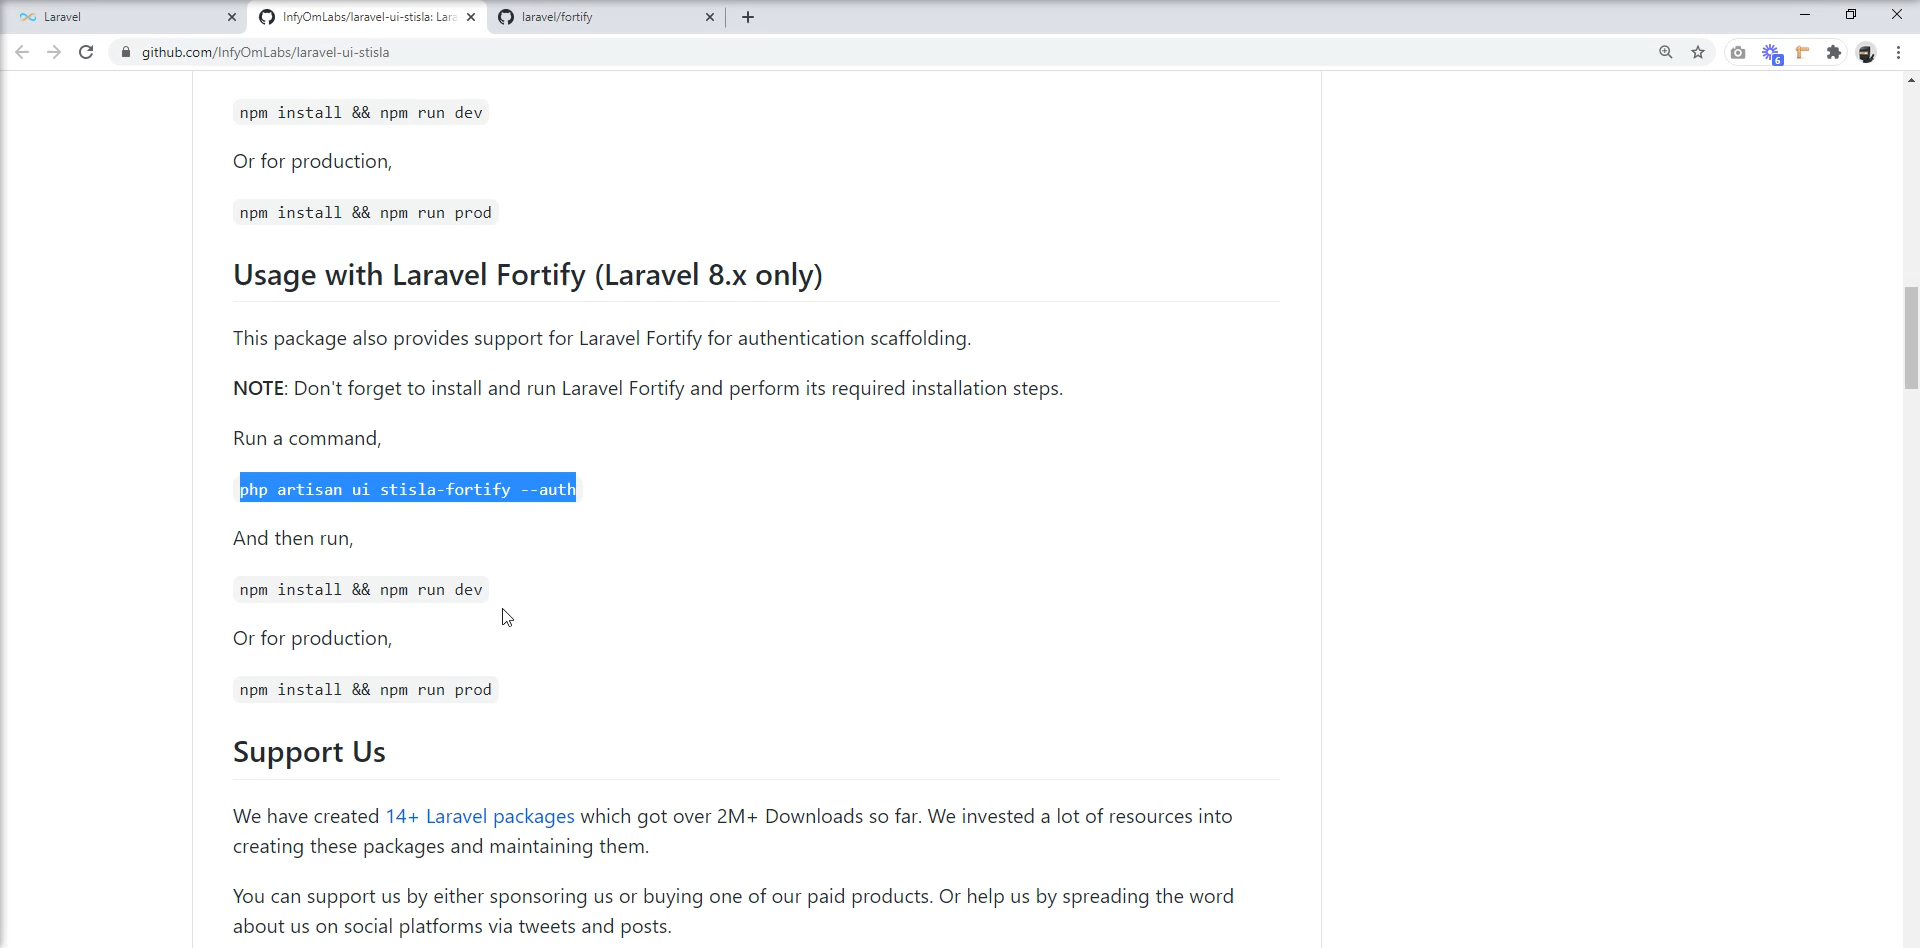 Laravel
InfyOmLabs/laravel-ui-stisla: Lara
laravel/fortify
github.com/InfyOmLabs/laravel-ui-stisla
6
npm install && npm run dev
Or for production,
npm install && npm run prod
Usage with Laravel Fortify (Laravel 8.x only)
This package also provides support for Laravel Fortify for authentication scaffolding.
NOTE: Don't forget to install and run Laravel Fortify and perform its required installation steps.
Run a command,
php artisan ui stisla-fortify --auth
And then run,
npm install && npm run dev
Or for production,
npm install && npm run prod
Support Us
We have created 14+ Laravel packages which got over 2M+ Downloads so far. We invested a lot of resources into
creating these packages and maintaining them.
You can support us by either sponsoring us or buying one of our paid products. Or help us by spreading the word
about us on social platforms via tweets and posts.